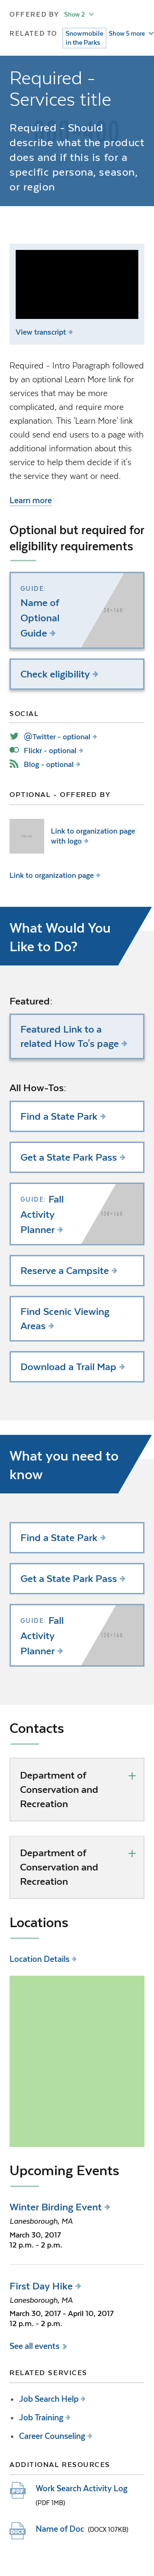 OFFERED BY Show 2
RELATED TO Snowmobile Show 5 more
in the Parks
Required -
Services title
Required - Should
describe what the product
does and if this is for a
specific persona, season,
or region
View transcript
Required - Intro Paragraph followed
by an optional Learn More link for
services that may be more
complicated, and require more
explanation. This 'Learn More' link
could send end users to a page with
additional information about this
service to help them decide if it's
the service they want or need.
Learn more
Optional but required for
eligibility requirements
GUIDE:
Name of
Optional
Guide
Check eligibility
SOCIAL
@Twitter - optional
Flickr - optional
Blog - optional
OPTIONAL - OFFERED BY
Link to organization page
with logo
Link to organization page
What Would You
Like to Do?
Featured:
Featured Link to a
related How To's page
All How-Tos:
Find a State Park
Get a State Park Pass
GUIDE: Fall
Activity
Planner
Reserve a Campsite
Find Scenic Viewing
Areas
Download a Trail Map
What you need to
know
Find a State Park
Get a State Park Pass
GUIDE: Fall
Activity
Planner
Contacts
Department of
Conservation and
Recreation
Department of
Conservation and
Recreation
Locations
Location Details
Upcoming Events
Winter Birding Event
Lanesborough, MA
March 30, 2017
12 p.m. - 2 p.m.
First Day Hike
Lanesborough, MA
March 30, 2017 - April 10, 2017
12 p.m. - 2 p.m.
See all events
RELATED SERVICES
Job Search Help
Job Training
Career Counseling
ADDITIONAL RESOURCES
PDF Work Search Activity Log
(PDF 1MB)
DOCX Name of Doc (DOCX 107KB)